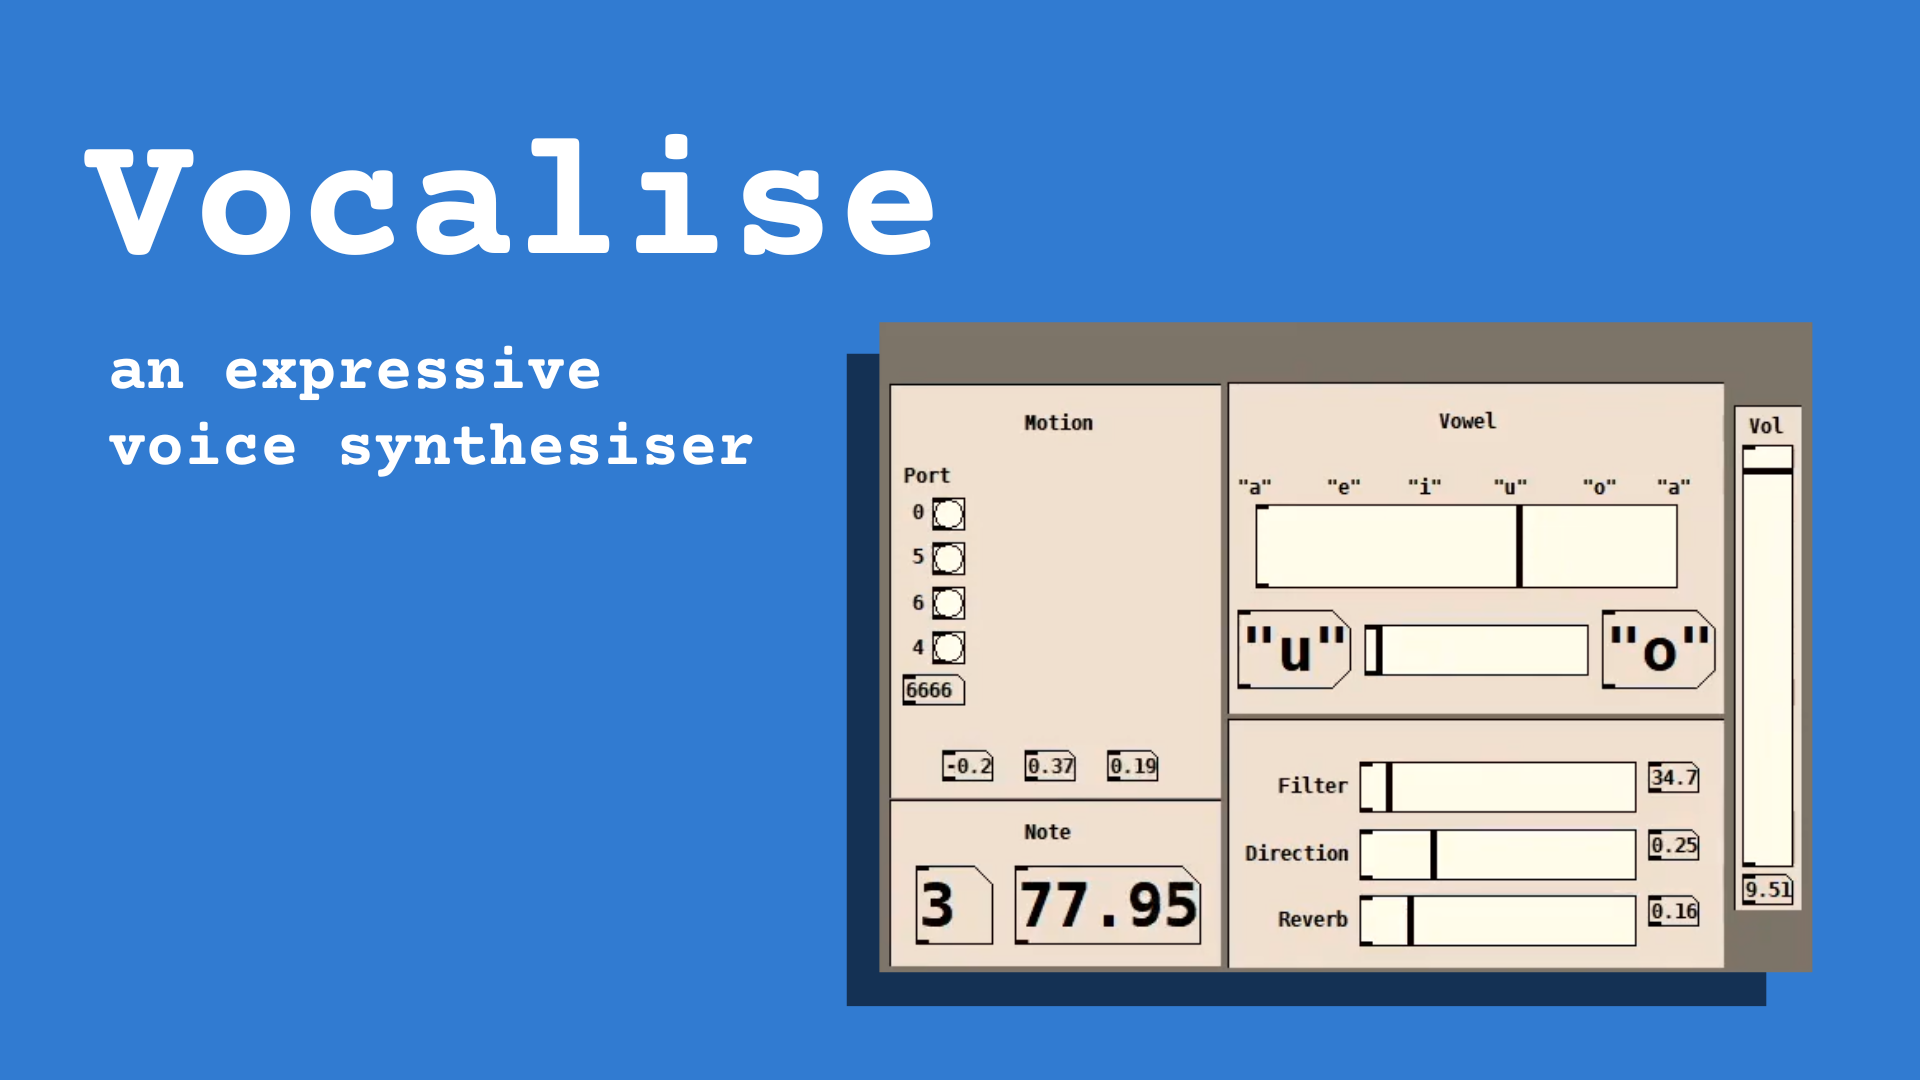 Vocalise
an expressive
voice synthesiser
Motion
Port
0
5
6
4
6666
-0.2 0.37 0.19
Note
3 77.95
Vowel
"a" "e" "i" "u" "o" "a"
"u" "o"
Filter 34.7
Direction 0.25
Reverb 0.16
Vol
9.51